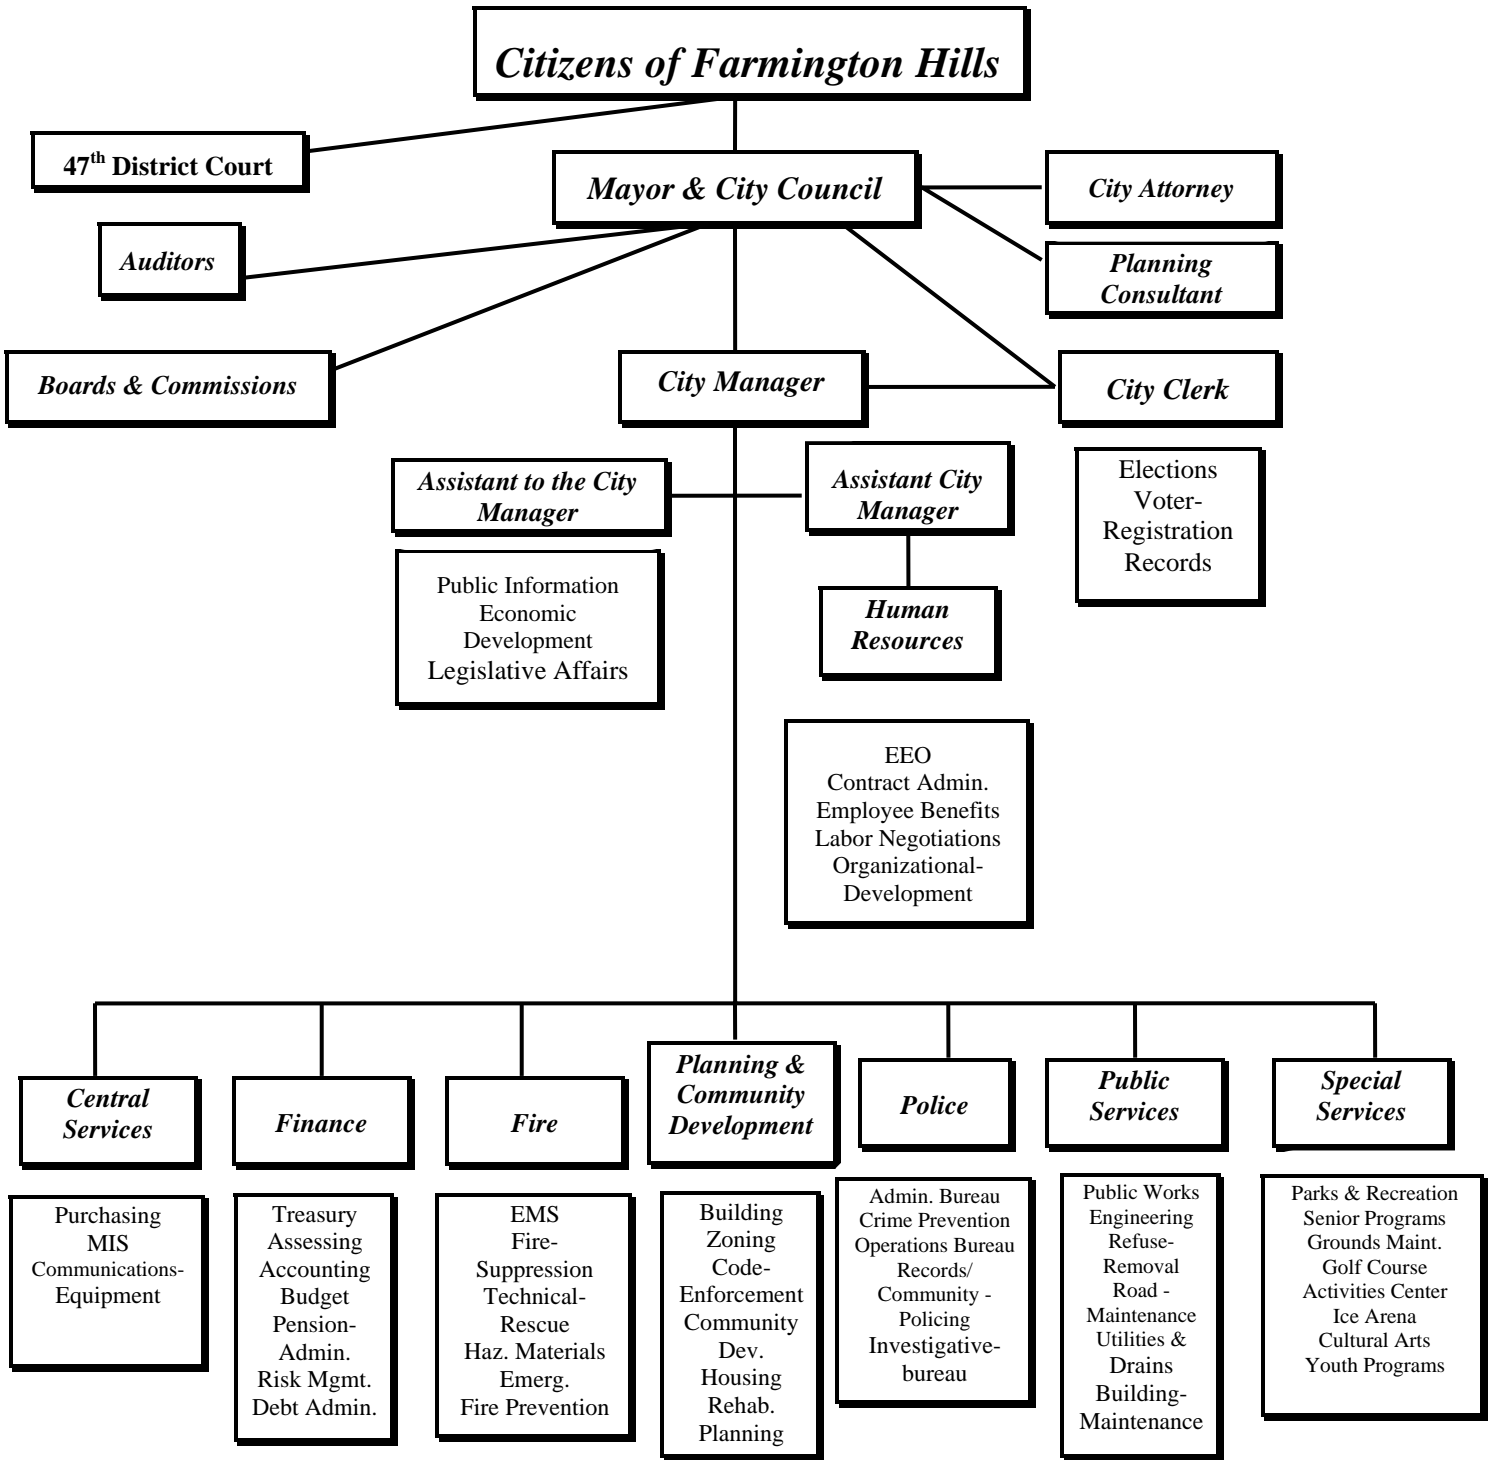 Citizens of Farmington Hills
47th District Court
Mayor & City Council
City Attorney
Auditors
Planning
Consultant
Boards & Commissions
City Manager
City Clerk
Assistant to the City
Manager
Assistant City
Manager
Elections
Voter-
Registration
Records
Public Information
Economic
Development
Legislative Affairs
Human
Resources
EEO
Contract Admin.
Employee Benefits
Labor Negotiations
Organizational-
Development
Central
Services
Finance
Fire
Planning &
Community
Development
Police
Public
Services
Special
Services
Purchasing
MIS
Communications-
Equipment
Treasury
Assessing
Accounting
Budget
Pension-
Admin.
Risk Mgmt.
Debt Admin.
EMS
Fire-
Suppression
Technical-
Rescue
Haz. Materials
Emerg.
Fire Prevention
Building
Zoning
Code-
Enforcement
Community
Dev.
Housing
Rehab.
Planning
Admin. Bureau
Crime Prevention
Operations Bureau
Records/
Community -
Policing
Investigative-
bureau
Public Works
Engineering
Refuse-
Removal
Road -
Maintenance
Utilities &
Drains
Building-
Maintenance
Parks & Recreation
Senior Programs
Grounds Maint.
Golf Course
Activities Center
Ice Arena
Cultural Arts
Youth Programs